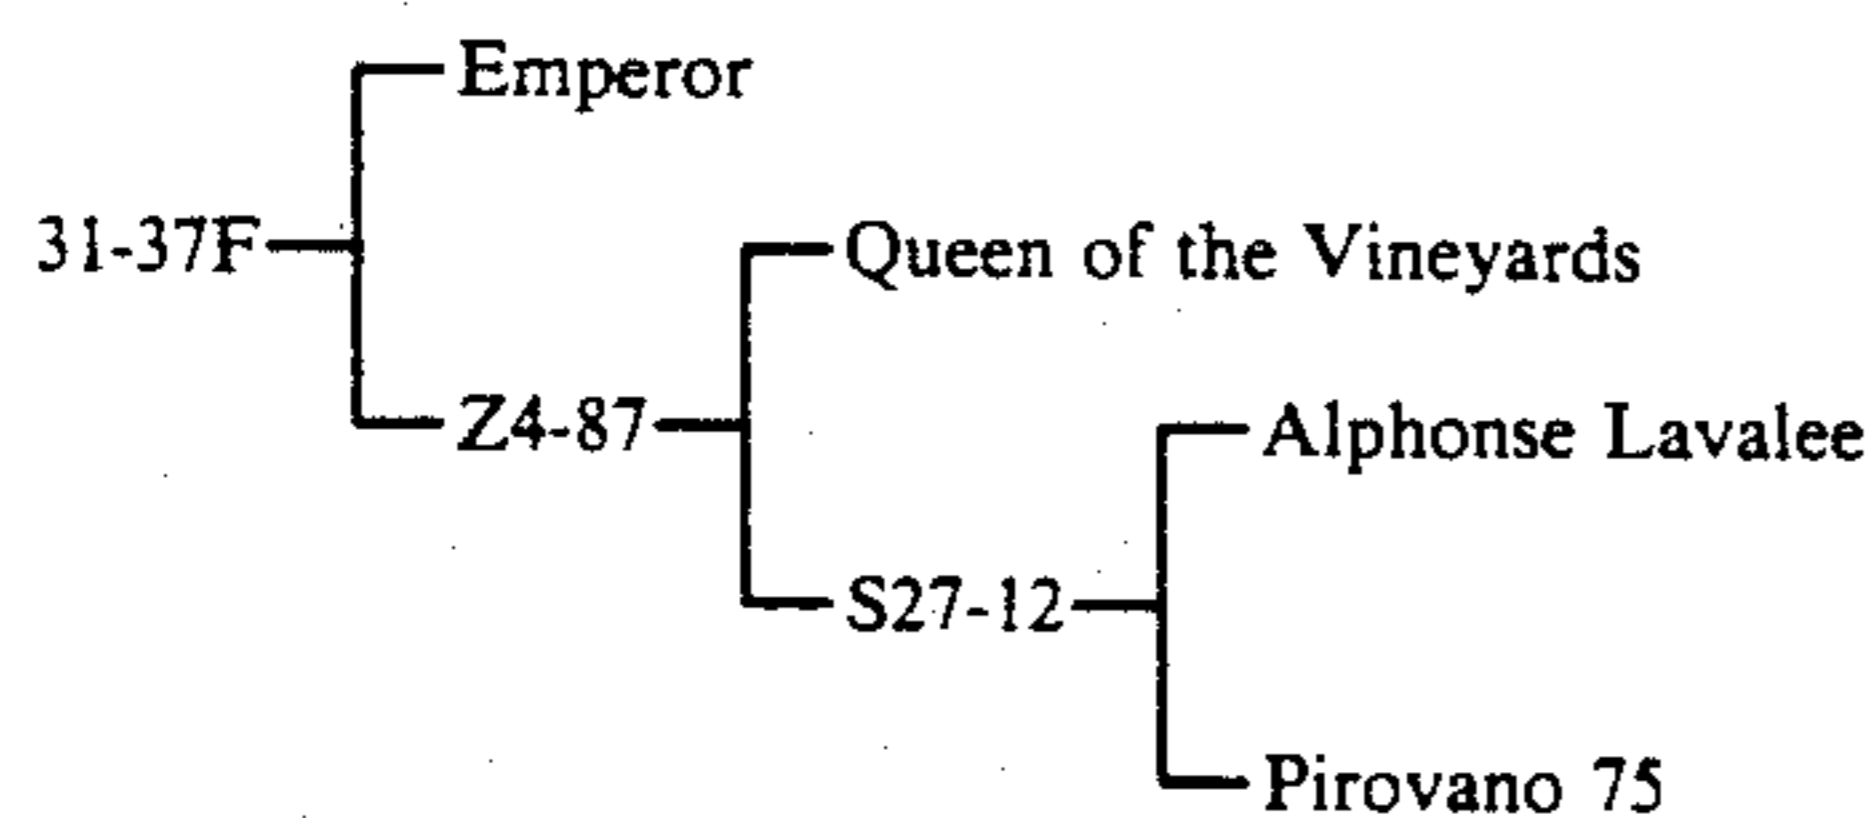 Emperor
31-37F
Queen of the Vineyards
Z4-87
Alphonse Lavalee
S27-12
Pirovano 75